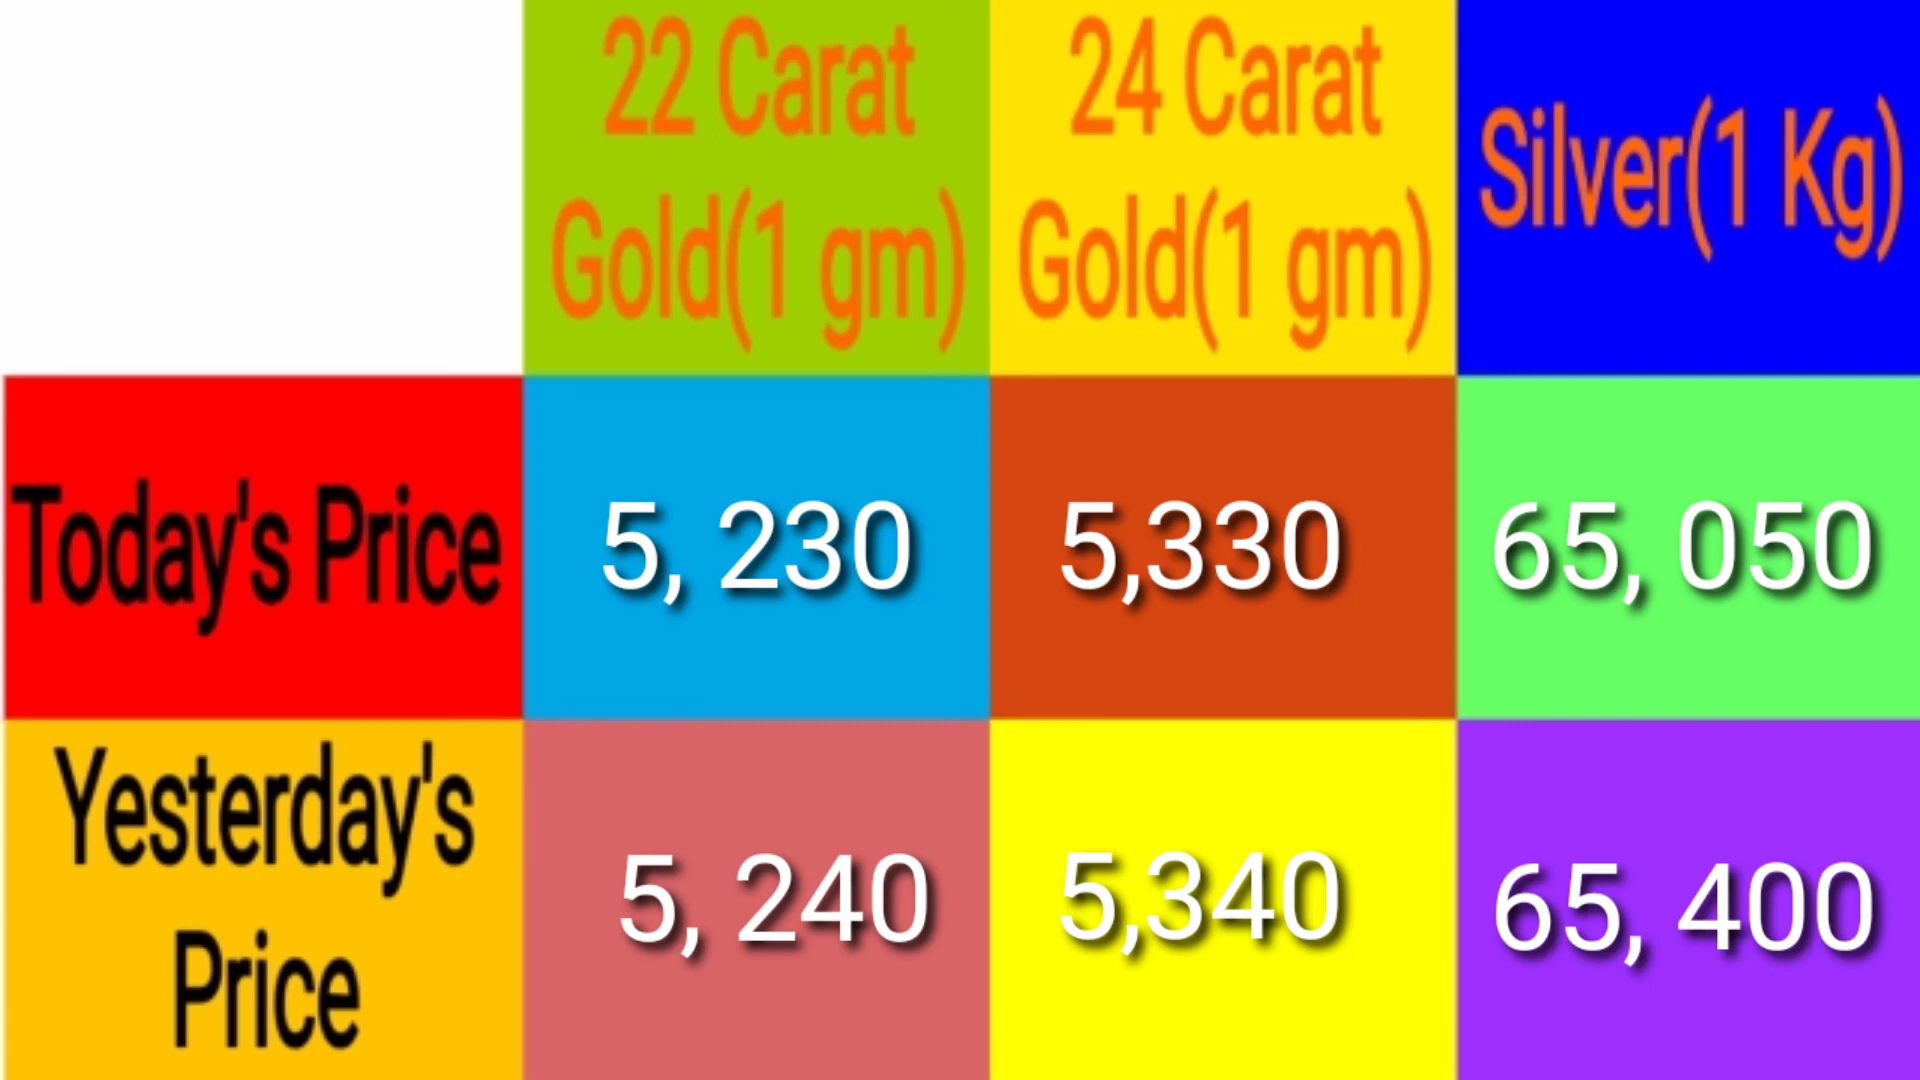 22 Carat
Gold(1 gm)
24 Carat
Gold(1 gm)
Silver(1 Kg)
Today's Price
5, 230
5,330
65, 050
Yesterday's
Price
5, 240
5,340
65, 400